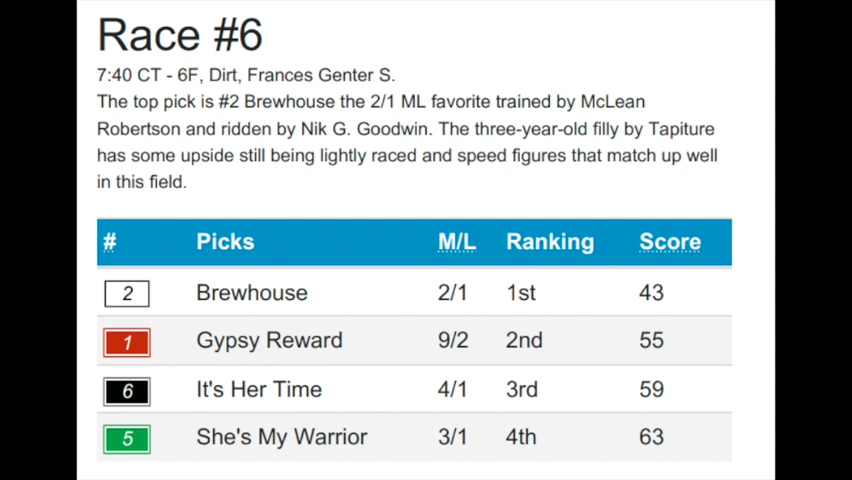 Race #6
7:40 CT - 6F, Dirt, Frances Genter S.
The top pick is #2 Brewhouse the 2/1 ML favorite trained by McLean
Robertson and ridden by Nik G. Goodwin. The three-year-old filly by Tapiture
has some upside still being lightly raced and speed figures that match up well
in this field.
# Picks M/L Ranking Score
2 Brewhouse 2/1 1st 43
1 Gypsy Reward 9/2 2nd 55
6 It's Her Time 4/1 3rd 59
5 She's My Warrior 3/1 4th 63